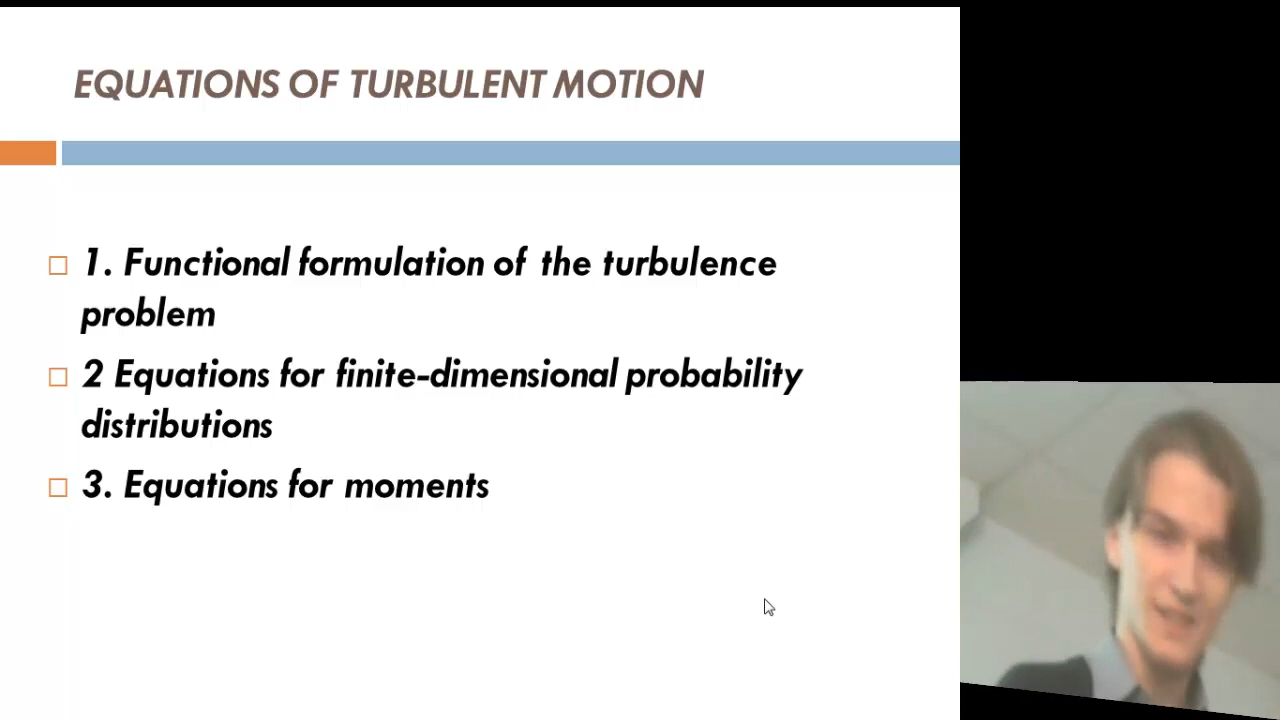 EQUATIONS OF TURBULENT MOTION
1. Functional formulation of the turbulence
problem
2 Equations for finite-dimensional probability
distributions
3. Equations for moments